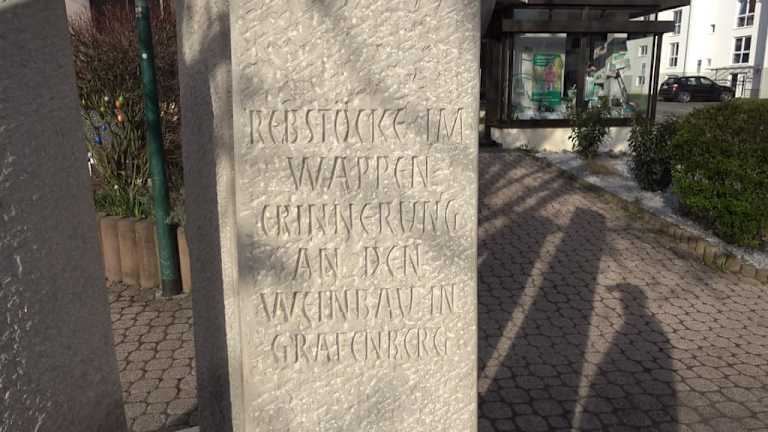 REBSTÖCKE IM
WAPPEN
ERINNERUNG
AN DEN
WEINBAU IN
GRAFENBERG